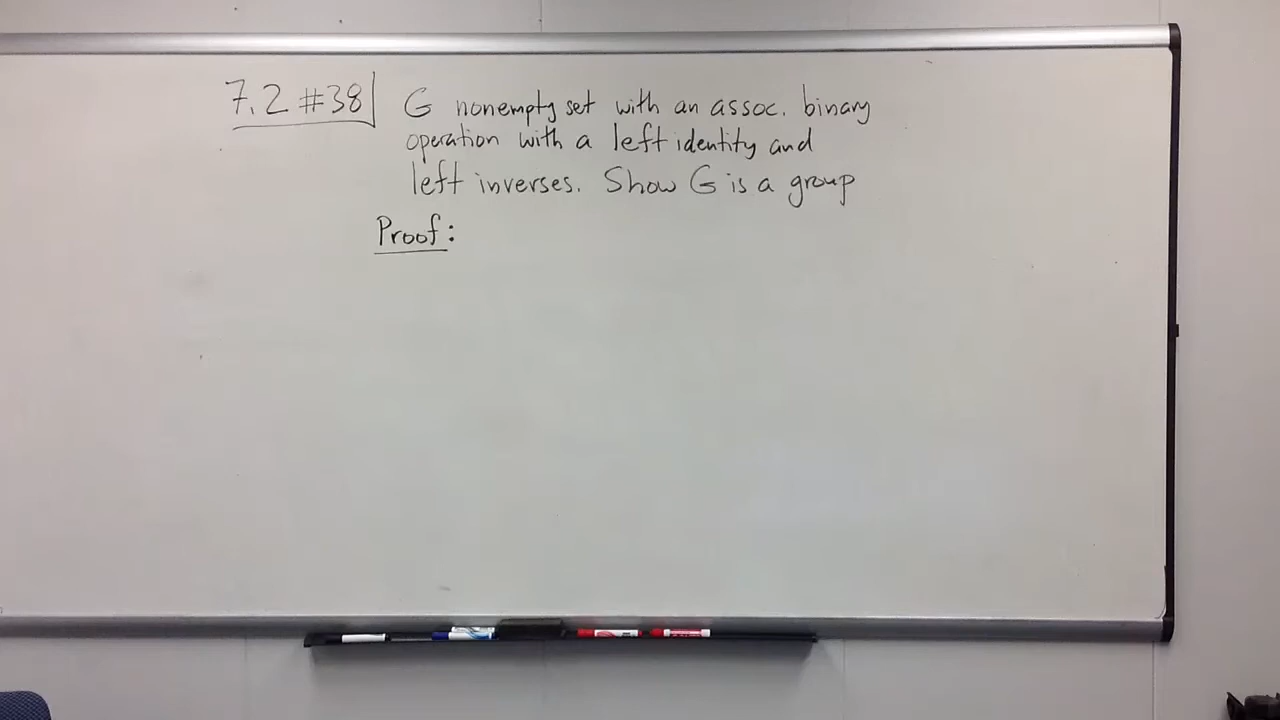 7.2 #38 G nonempty set with an assoc. binary
operation with a left identity and
left inverses. Show G is a group
Proof: